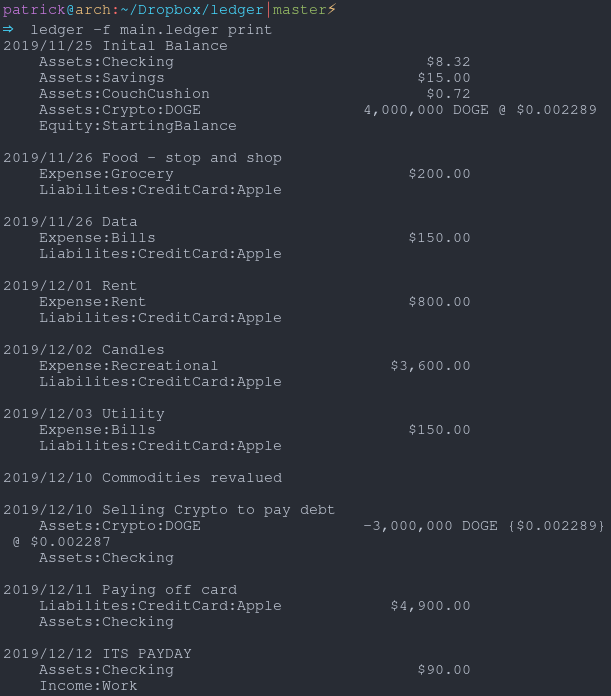 patrick@arch:~/Dropbox/ledger|master⚡
⇒  ledger -f main.ledger print
2019/11/25 Inital Balance
    Assets:Checking                            $8.32
    Assets:Savings                            $15.00
    Assets:CouchCushion                        $0.72
    Assets:Crypto:DOGE                  4,000,000 DOGE @ $0.002289
    Equity:StartingBalance

2019/11/26 Food - stop and shop
    Expense:Grocery                          $200.00
    Liabilites:CreditCard:Apple

2019/11/26 Data
    Expense:Bills                            $150.00
    Liabilites:CreditCard:Apple

2019/12/01 Rent
    Expense:Rent                             $800.00
    Liabilites:CreditCard:Apple

2019/12/02 Candles
    Expense:Recreational                   $3,600.00
    Liabilites:CreditCard:Apple

2019/12/03 Utility
    Expense:Bills                            $150.00
    Liabilites:CreditCard:Apple

2019/12/10 Commodities revalued

2019/12/10 Selling Crypto to pay debt
    Assets:Crypto:DOGE                  -3,000,000 DOGE {$0.002289}
 @ $0.002287
    Assets:Checking

2019/12/11 Paying off card
    Liabilites:CreditCard:Apple            $4,900.00
    Assets:Checking

2019/12/12 ITS PAYDAY
    Assets:Checking                           $90.00
    Income:Work